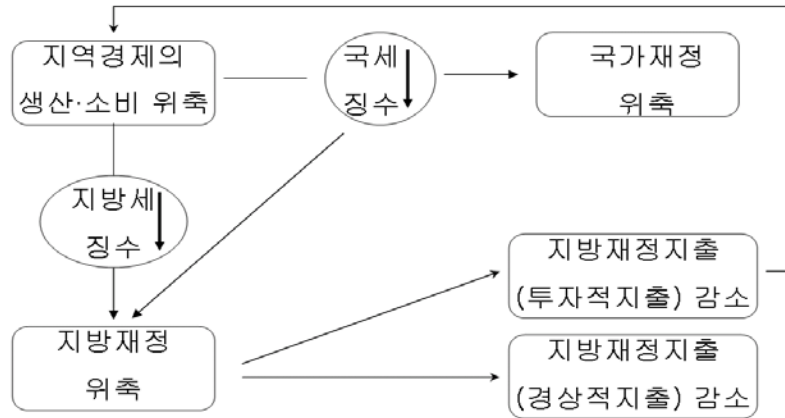 지역경제의
생산·소비 위축
국세
징수
국가재정
위축
지방세
징수
지방재정
위축
지방재정지출
(투자적지출) 감소
지방재정지출
(경상적지출) 감소